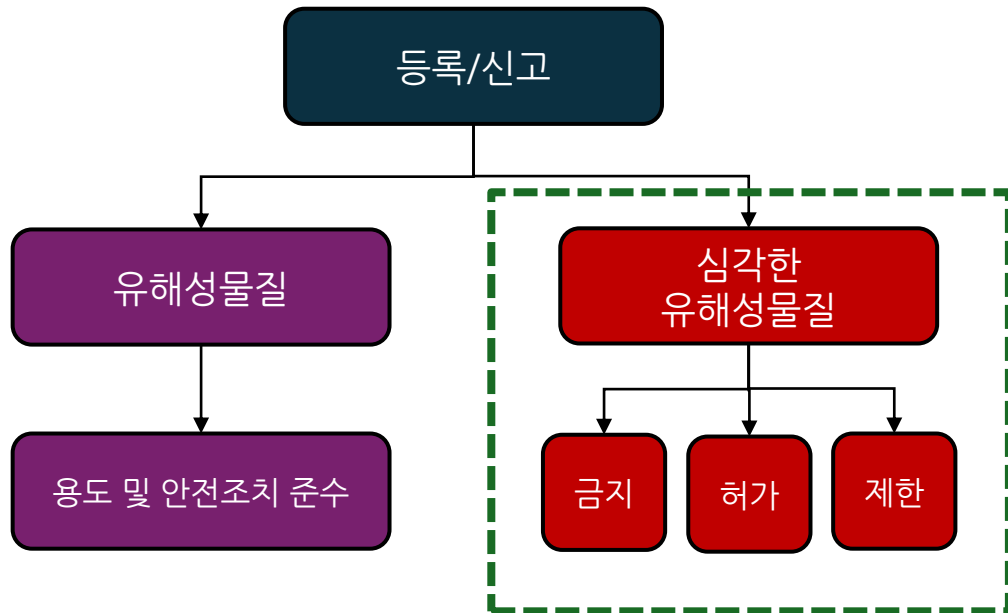 등록/신고
유해성물질
심각한
유해성물질
용도 및 안전조치 준수
금지
허가
제한